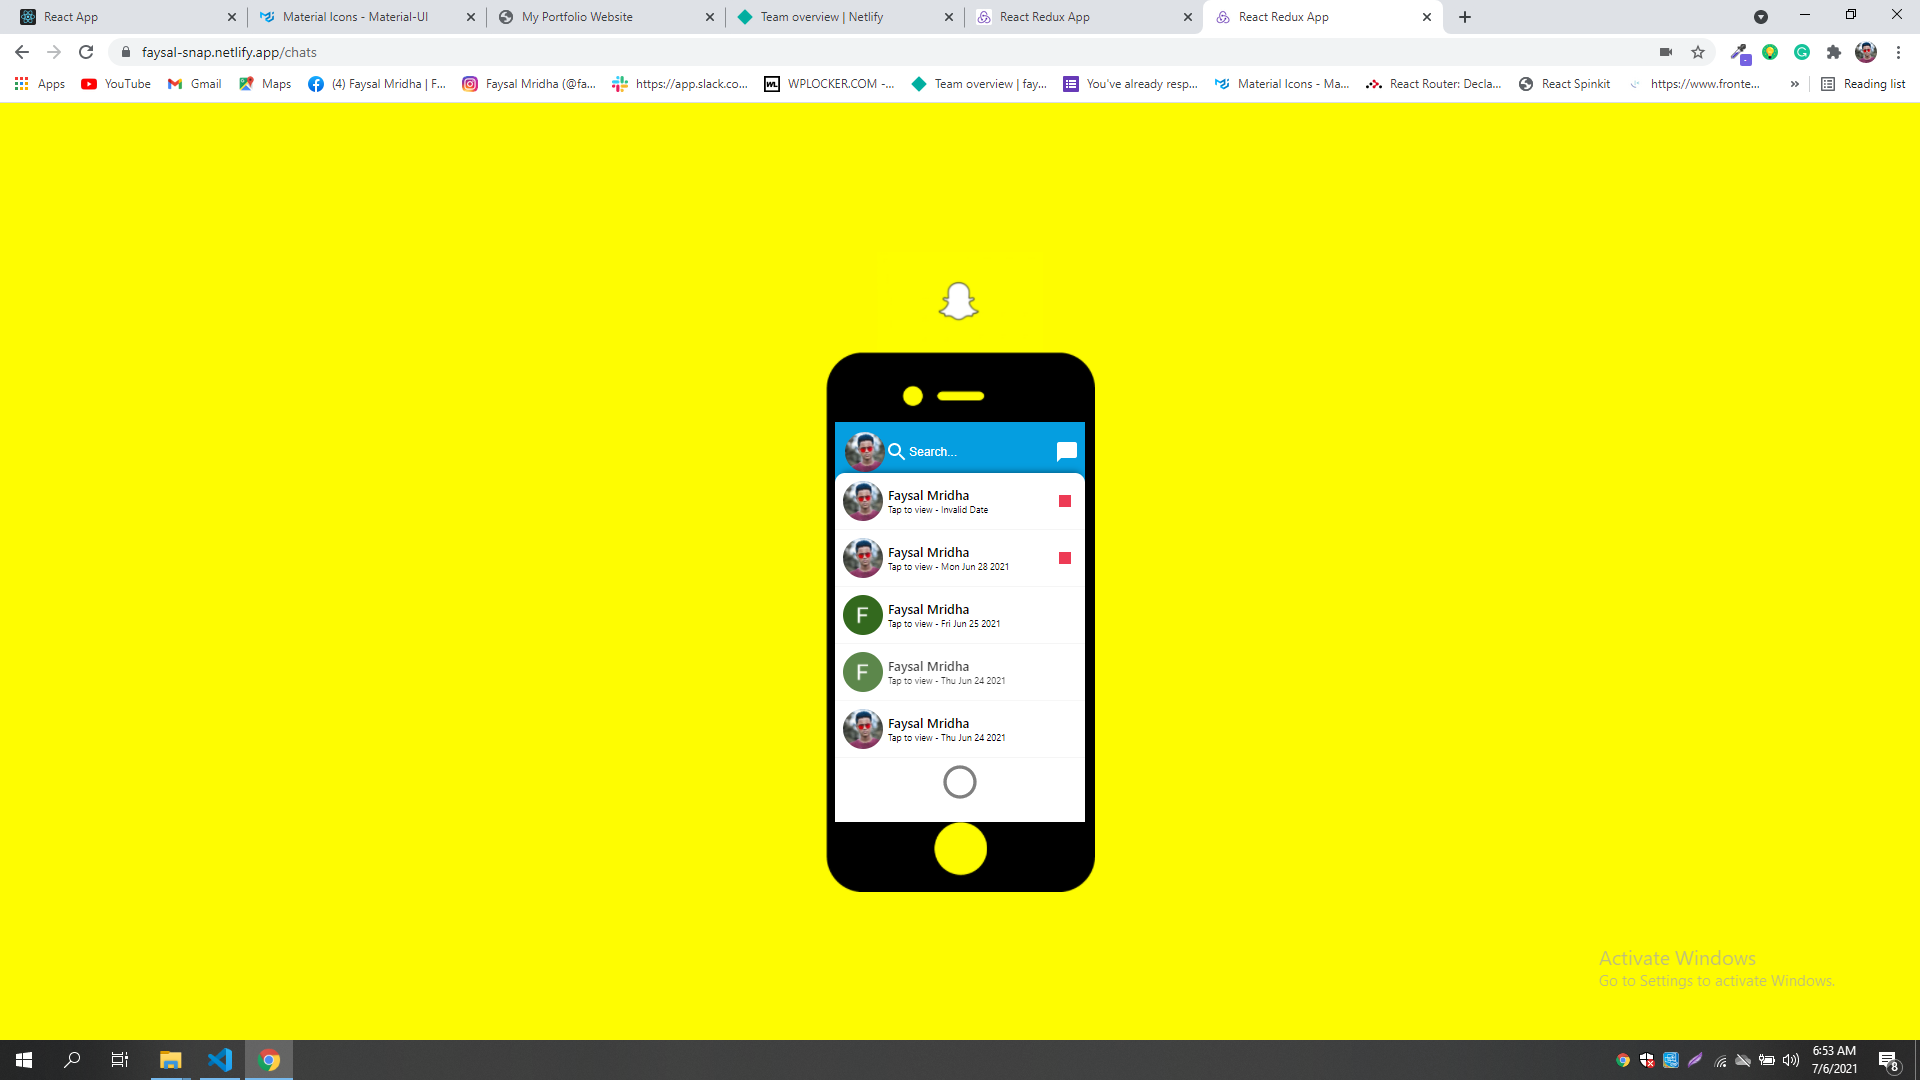 React App
Material Icons - Material-UI
My Portfolio Website
Team overview | Netlify
React Redux App
React Redux App
faysal-snap.netlify.app/chats
Apps
YouTube
Gmail
Maps
(4) Faysal Mridha | F...
Faysal Mridha (@fa...
https://app.slack.co...
WL
WPLOCKER.COM -...
Team overview | fay...
You've already resp...
Material Icons - Ma...
React Router: Decla...
React Spinkit
https://www.fronte...
»
Reading list
Search...
Faysal Mridha
Tap to view - Invalid Date
Faysal Mridha
Tap to view - Mon Jun 28 2021
F
Faysal Mridha
Tap to view - Fri Jun 25 2021
F
Faysal Mridha
Tap to view - Thu Jun 24 2021
Faysal Mridha
Tap to view - Thu Jun 24 2021
Activate Windows
Go to Settings to activate Windows.
6:53 AM
7/6/2021
8